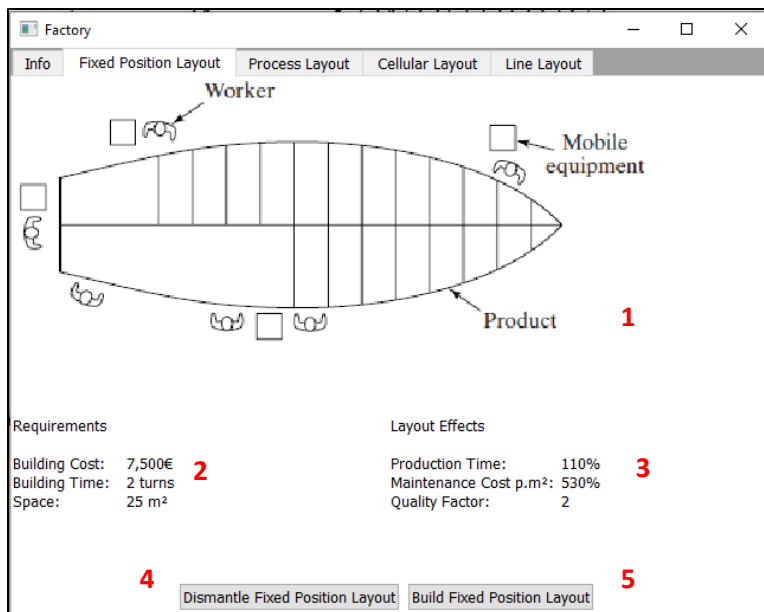 Factory
Info Fixed Position Layout Process Layout Cellular Layout Line Layout
Worker
Mobile
equipment
Product
1
Requirements Layout Effects
Building Cost: 7,500€ 2 Production Time: 110% 3
Building Time: 2 turns Maintenance Cost p.m²: 530%
Space: 25 m² Quality Factor: 2
4 5
Dismantle Fixed Position Layout Build Fixed Position Layout